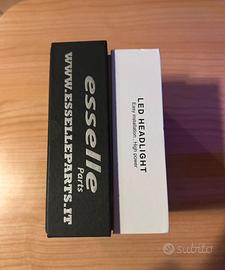 esselle
Parts
WWW.ESSELLEPARTS.IT
LED HEADLIGHT
Easy installation ; High power
subito